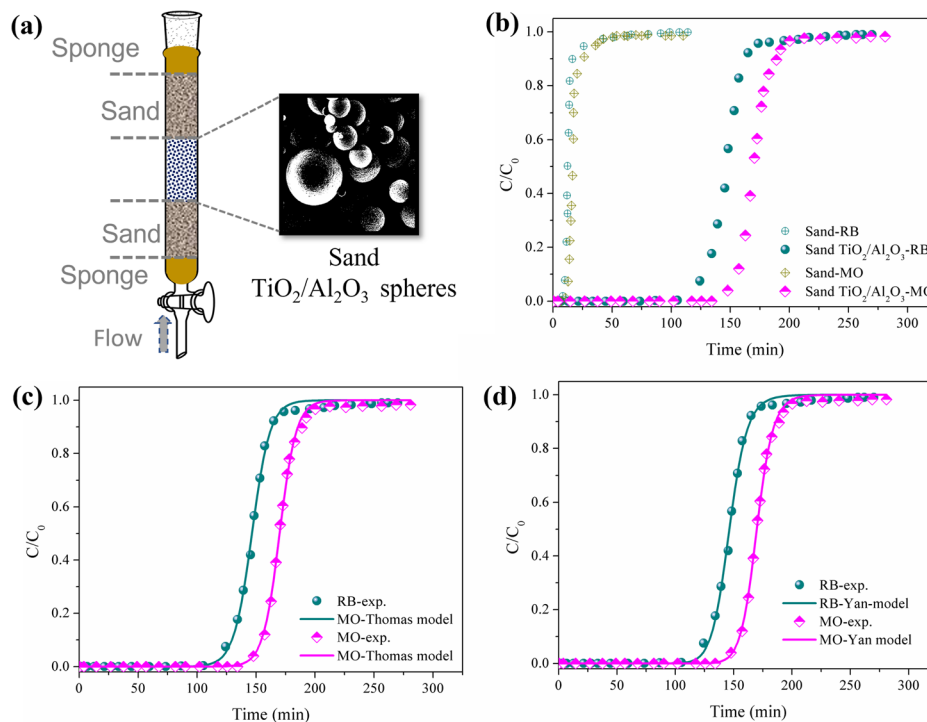 (a)
Sponge
Sand
Sand
Sponge
Flow
Sand
TiO₂/Al₂O₃ spheres
(b)
C/C₀
1.0
0.8
0.6
0.4
0.2
0.0
Sand-RB
Sand TiO₂/Al₂O₃-RB
Sand-MO
Sand TiO₂/Al₂O₃-MO
0 50 100 150 200 250 300
Time (min)
(c)
C/C₀
1.0
0.8
0.6
0.4
0.2
0.0
RB-exp.
MO-Thomas model
MO-exp.
MO-Thomas model
0 50 100 150 200 250 300
Time (min)
(d)
C/C₀
1.0
0.8
0.6
0.4
0.2
0.0
RB-exp.
RB-Yan-model
MO-exp.
MO-Yan model
0 50 100 150 200 250 300
Time (min)